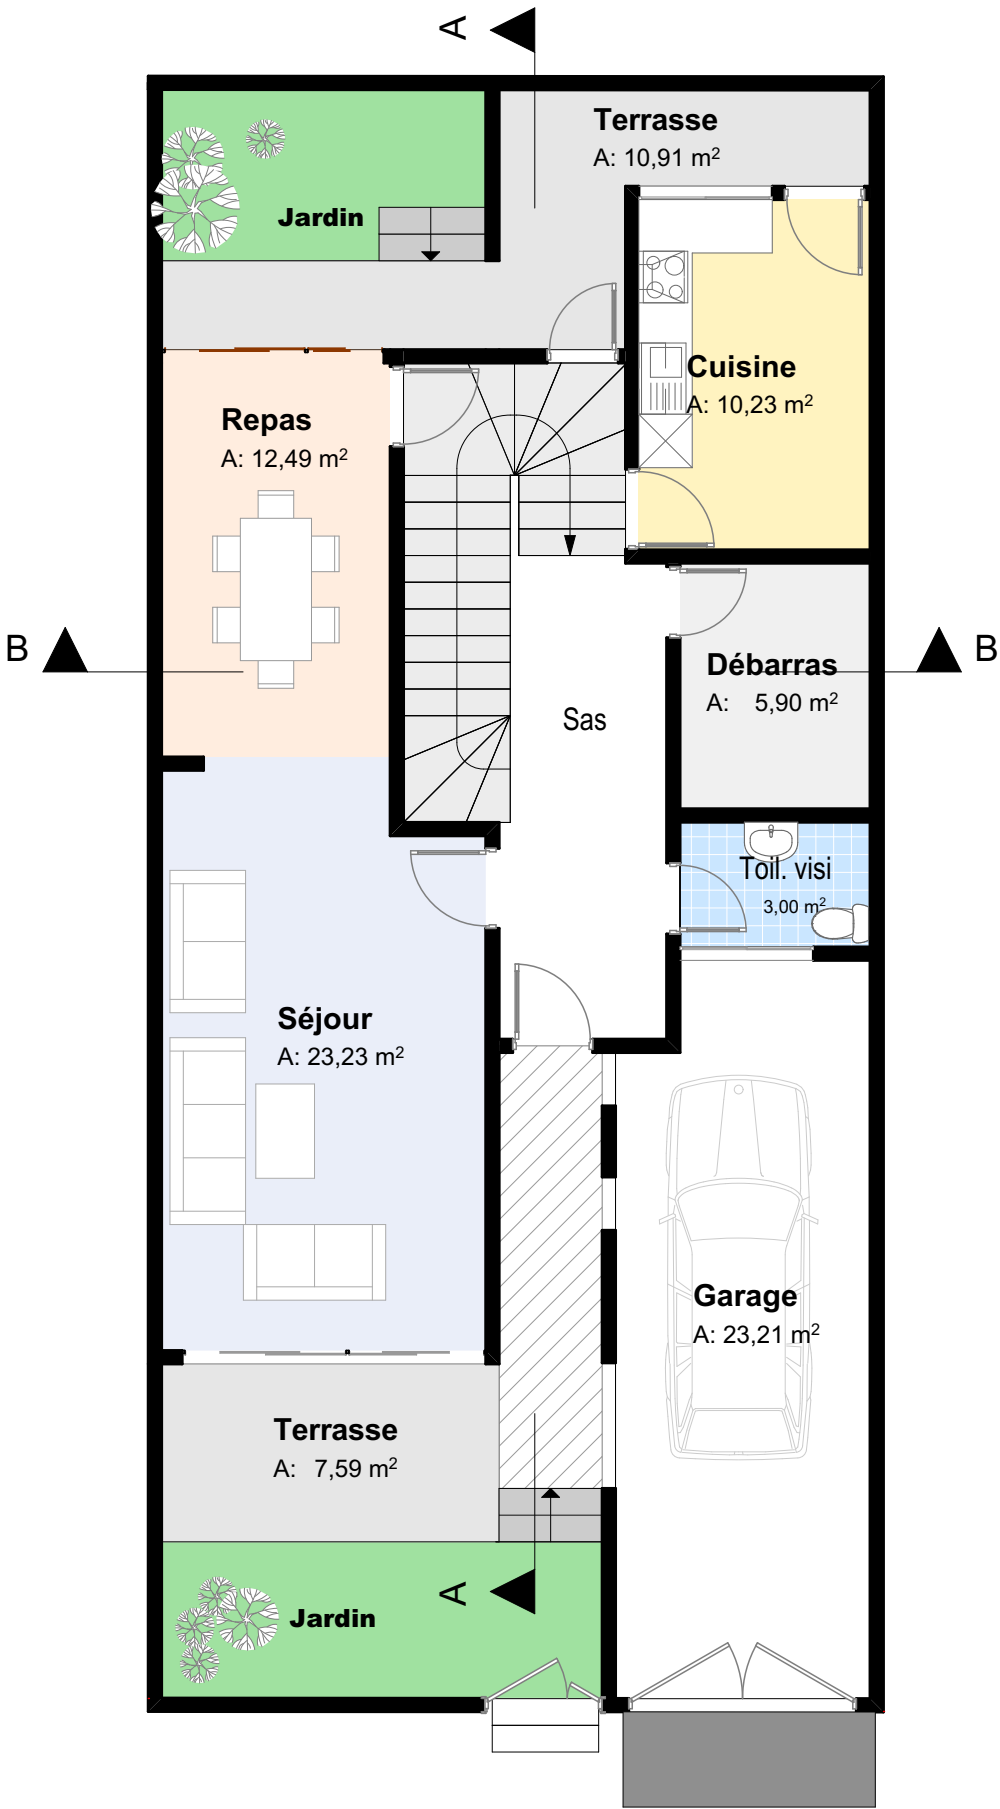 A
Terrasse
A: 10,91 m²
Jardin
Cuisine
A: 10,23 m²
Repas
A: 12,49 m²
B
B
Débarras
A: 5,90 m²
Sas
Toil. visi
3,00 m²
Séjour
A: 23,23 m²
Garage
A: 23,21 m²
Terrasse
A: 7,59 m²
A
Jardin